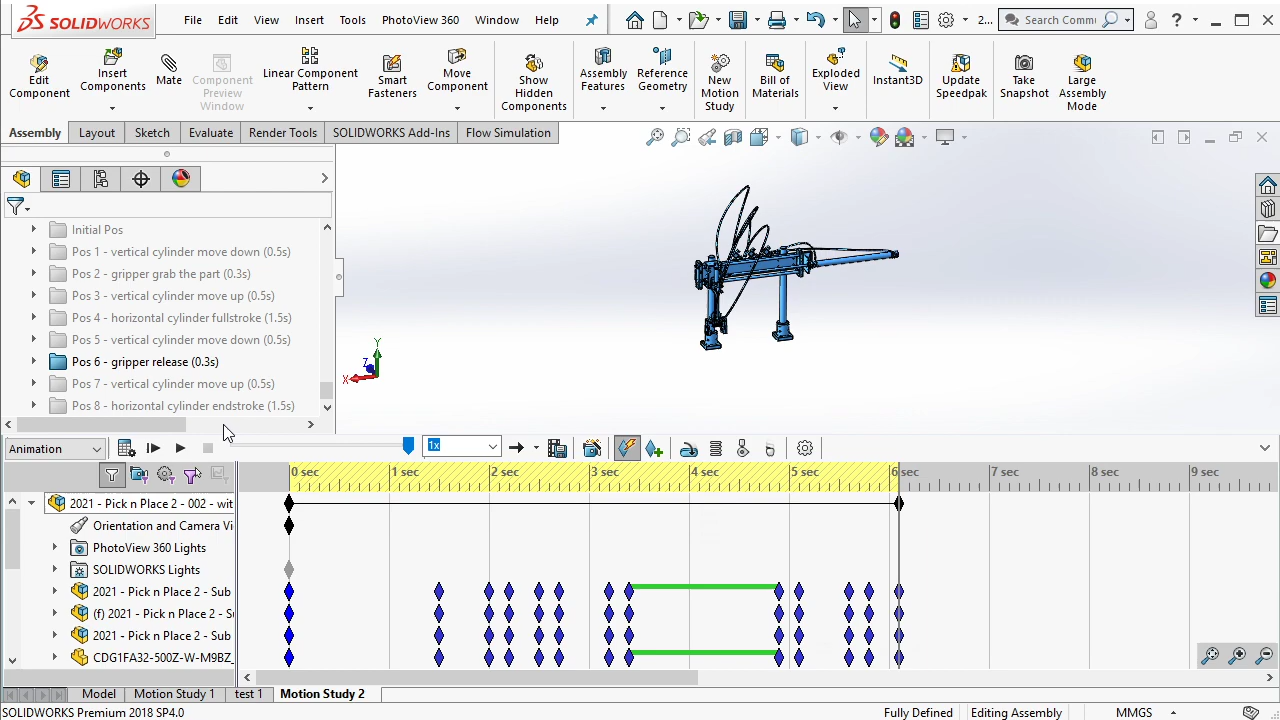 SOLIDWORKS File Edit View Insert Tools PhotoView 360 Window Help 2... Search Commu ?
Edit Component Insert Components Mate Component Preview Window Linear Component Pattern Smart Fasteners Move Component Show Hidden Components Assembly Features Reference Geometry New Motion Study Bill of Materials Exploded View Instant3D Update Speedpak Take Snapshot Large Assembly Mode
Assembly Layout Sketch Evaluate Render Tools SOLIDWORKS Add-Ins Flow Simulation
Initial Pos
Pos 1 - vertical cylinder move down (0.5s)
Pos 2 - gripper grab the part (0.3s)
Pos 3 - vertical cylinder move up (0.5s)
Pos 4 - horizontal cylinder fullstroke (1.5s)
Pos 5 - vertical cylinder move down (0.5s)
Pos 6 - gripper release (0.3s)
Pos 7 - vertical cylinder move up (0.5s)
Pos 8 - horizontal cylinder endstroke (1.5s)
Y
Z
X
Animation 1x
0 sec 1 sec 2 sec 3 sec 4 sec 5 sec 6 sec 7 sec 8 sec 9 sec
2021 - Pick n Place 2 - 002 - wit
Orientation and Camera Vi
PhotoView 360 Lights
SOLIDWORKS Lights
2021 - Pick n Place 2 - Sub
(f) 2021 - Pick n Place 2 - S
2021 - Pick n Place 2 - Sub
CDG1FA32-500Z-W-M9BZ_
Model Motion Study 1 test 1 Motion Study 2
SOLIDWORKS Premium 2018 SP4.0 Fully Defined Editing Assembly MMGS